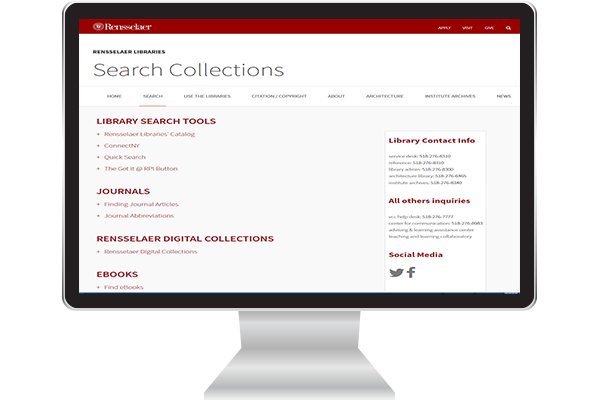 Rensselaer
APPLY VISIT GIVE
RENSSELAER LIBRARIES
Search Collections
HOME SEARCH USE THE LIBRARIES CITATION / COPYRIGHT ABOUT ARCHITECTURE INSTITUTE ARCHIVES NEWS
LIBRARY SEARCH TOOLS
Rensselaer Libraries' Catalog
ConnectNY
Quick Search
The Get it @ RPI Button
JOURNALS
Finding Journal Articles
Journal Abbreviations
RENSSELAER DIGITAL COLLECTIONS
Rensselaer Digital Collections
EBOOKS
Find eBooks
Library Contact Info
service desk: 518-276-8310
reference: 518-276-8310
library admin: 518-276-8300
architecture library: 518-276-6465
institute archives: 518-276-8340
All others inquiries
vcc help desk: 518-276-7777
center for communication: 518-276-8983
advising & learning assistance center
teaching and learning collaboratory
Social Media